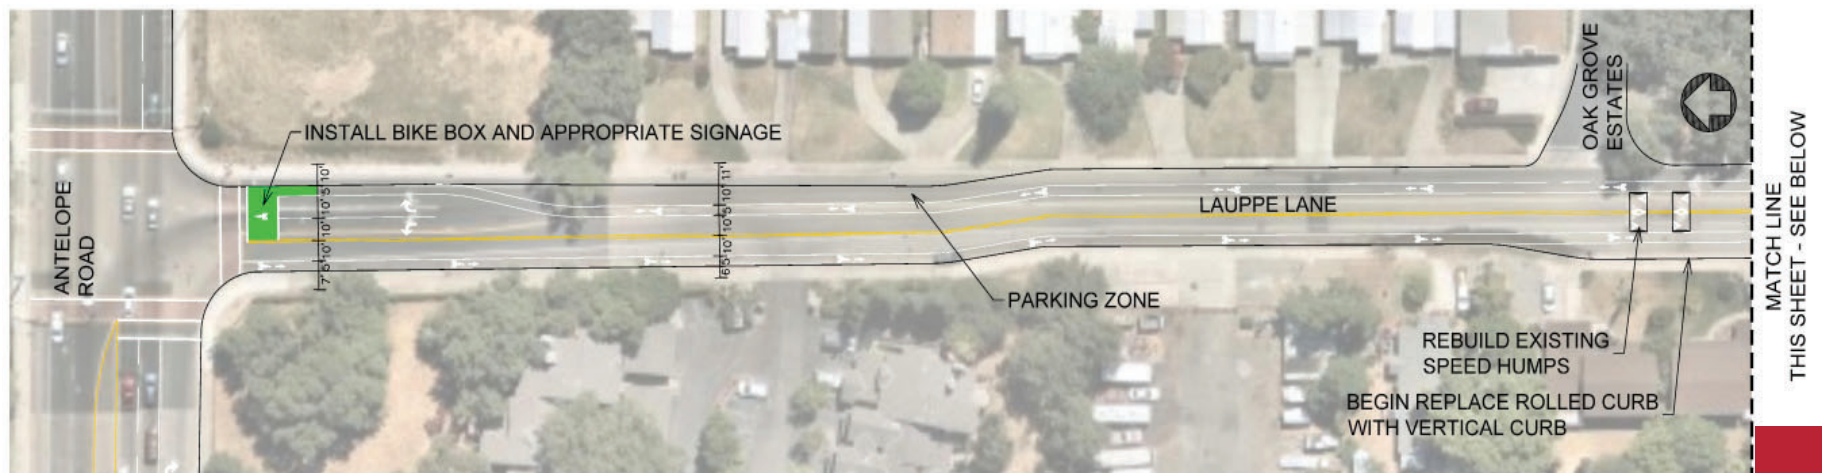 INSTALL BIKE BOX AND APPROPRIATE SIGNAGE
OAK GROVE
ESTATES
ANTELOPE
ROAD
LAUPPE LANE
PARKING ZONE
REBUILD EXISTING
SPEED HUMPS
BEGIN REPLACE ROLLED CURB
WITH VERTICAL CURB
MATCH LINE
THIS SHEET - SEE BELOW